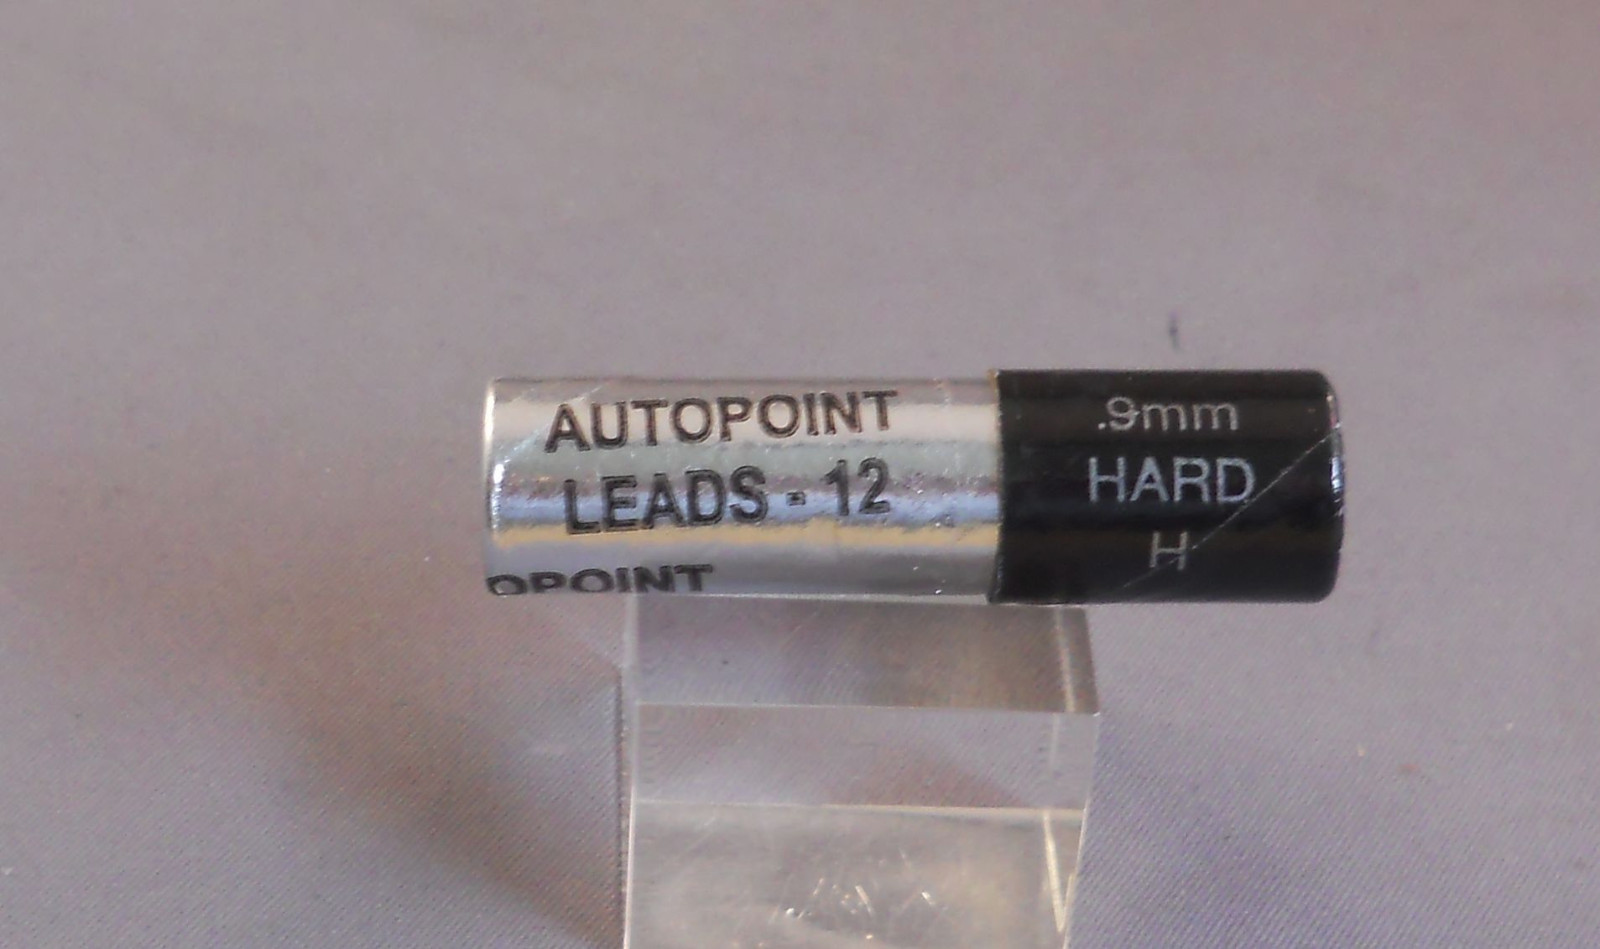 AUTOPOINT
LEADS - 12
OPOINT
.9mm
HARD
H